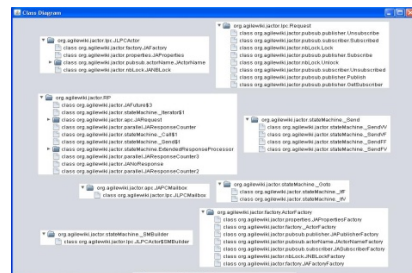 Class Diagram
org.agilewiki.jactor.lpc.JLPCActor
class org.agilewiki.jactor.factory.JAFactory
class org.agilewiki.jactor.properties.JAProperties
class org.agilewiki.jactor.pubsub.actorName.JActorName
class org.agilewiki.jactor.nbLock.JANBLock
org.agilewiki.jactor.lpc.Request
class org.agilewiki.jactor.pubsub.publisher.Unsubscribe
class org.agilewiki.jactor.pubsub.subscriber.Subscribed
class org.agilewiki.jactor.nbLock.Lock
class org.agilewiki.jactor.pubsub.publisher.Subscribe
class org.agilewiki.jactor.nbLock.Unlock
class org.agilewiki.jactor.pubsub.subscriber.Unsubscribed
class org.agilewiki.jactor.pubsub.publisher.Publish
class org.agilewiki.jactor.pubsub.publisher.GetSubscriber
org.agilewiki.jactor.RP
class org.agilewiki.jactor.JAFuture$3
class org.agilewiki.jactor.stateMachine._Iterator$1
class org.agilewiki.jactor.apc.JARequest
class org.agilewiki.jactor.parallel.JAResponseCounter
class org.agilewiki.jactor.stateMachine._Call$1
class org.agilewiki.jactor.stateMachine._Send$1
class org.agilewiki.jactor.stateMachine.ExtendedResponseProcessor
class org.agilewiki.jactor.parallel.JAResponseCounter3
class org.agilewiki.jactor.JANoResponse
class org.agilewiki.jactor.parallel.JAResponseCounter2
org.agilewiki.jactor.stateMachine._Send
class org.agilewiki.jactor.stateMachine._SendVV
class org.agilewiki.jactor.stateMachine._SendVF
class org.agilewiki.jactor.stateMachine._SendFF
class org.agilewiki.jactor.stateMachine._SendFV
org.agilewiki.jactor.apc.JAPCMailbox
class org.agilewiki.jactor.lpc.JLPCMailbox
org.agilewiki.jactor.stateMachine._Goto
class org.agilewiki.jactor.stateMachine._IfF
class org.agilewiki.jactor.stateMachine._IfV
org.agilewiki.jactor.stateMachine._SMBuilder
class org.agilewiki.jactor.lpc.JLPCActor$SMBuilder
org.agilewiki.jactor.factory.ActorFactory
class org.agilewiki.jactor.properties.JAPropertiesFactory
class org.agilewiki.jactor.factory._ActorFactory
class org.agilewiki.jactor.pubsub.publisher.JAPublisherFactory
class org.agilewiki.jactor.pubsub.actorName.JActorNameFactory
class org.agilewiki.jactor.pubsub.subscriber.JASubscriberFactory
class org.agilewiki.jactor.nbLock.JNBLockFactory
class org.agilewiki.jactor.factory.JAFactoryFactory